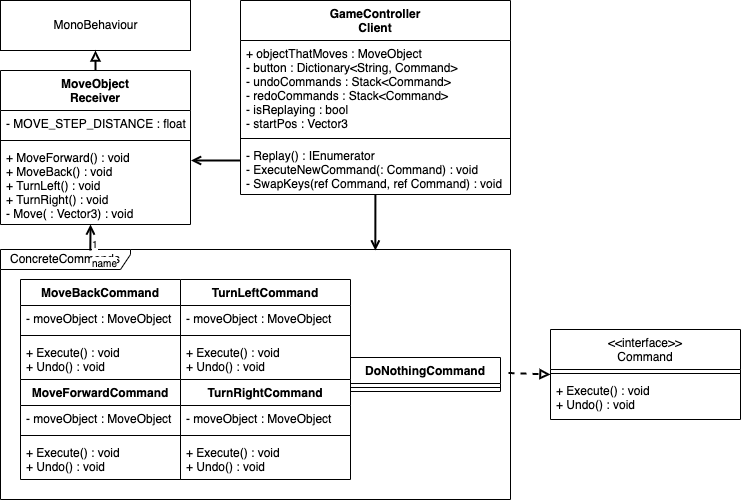 MonoBehaviour
MoveObject
Receiver
- MOVE_STEP_DISTANCE : float
+ MoveForward() : void
+ MoveBack() : void
+ TurnLeft() : void
+ TurnRight() : void
- Move( : Vector3) : void
GameController
Client
+ objectThatMoves : MoveObject
- button : Dictionary<String, Command>
- undoCommands : Stack<Command>
- redoCommands : Stack<Command>
- isReplaying : bool
- startPos : Vector3
- Replay() : IEnumerator
- ExecuteNewCommand(: Command) : void
- SwapKeys(ref Command, ref Command) : void
1
name
ConcreteCommands
MoveBackCommand
- moveObject : MoveObject
+ Execute() : void
+ Undo() : void
TurnLeftCommand
- moveObject : MoveObject
+ Execute() : void
+ Undo() : void
MoveForwardCommand
- moveObject : MoveObject
+ Execute() : void
+ Undo() : void
TurnRightCommand
- moveObject : MoveObject
+ Execute() : void
+ Undo() : void
DoNothingCommand
<<interface>>
Command
+ Execute() : void
+ Undo() : void